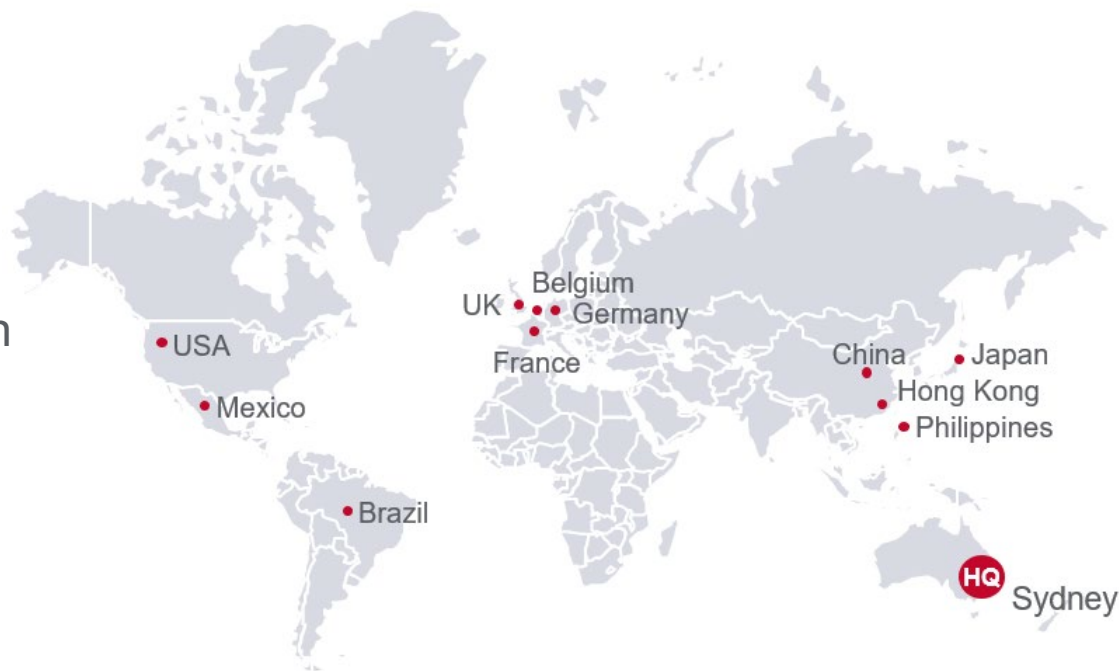 Belgium
UK
Germany
n
USA
France
China
Japan
Hong Kong
Mexico
Philippines
Brazil
HQ
Sydney